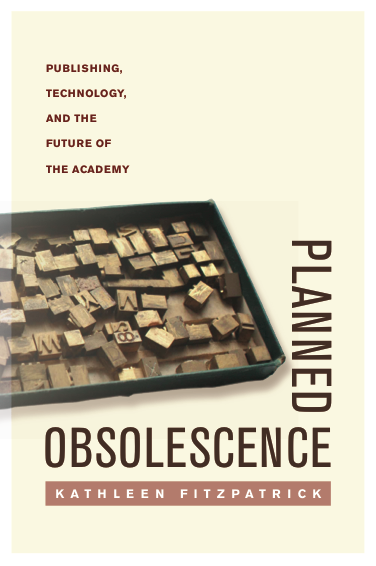 PUBLISHING,
TECHNOLOGY,
AND THE
FUTURE OF
THE ACADEMY
PLANNED
OBSOLESCENCE
KATHLEEN FITZPATRICK